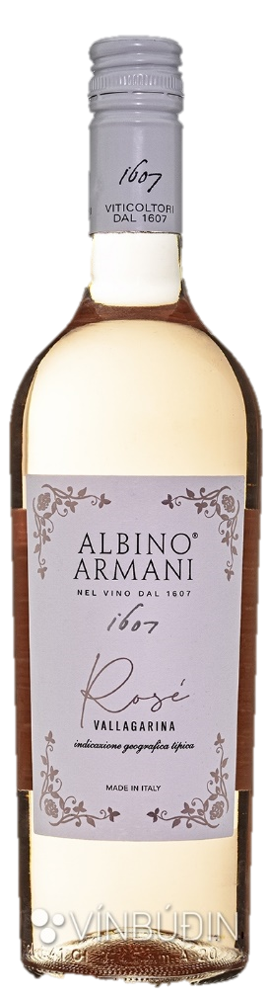 1607
VITICOLTORI
DAL 1607
ALBINO®
ARMANI
NEL VINO DAL 1607
1607
Rosé
VALLAGARINA
indicazione geografica tipica
MADE IN ITALY
VÍNBÚÐIN